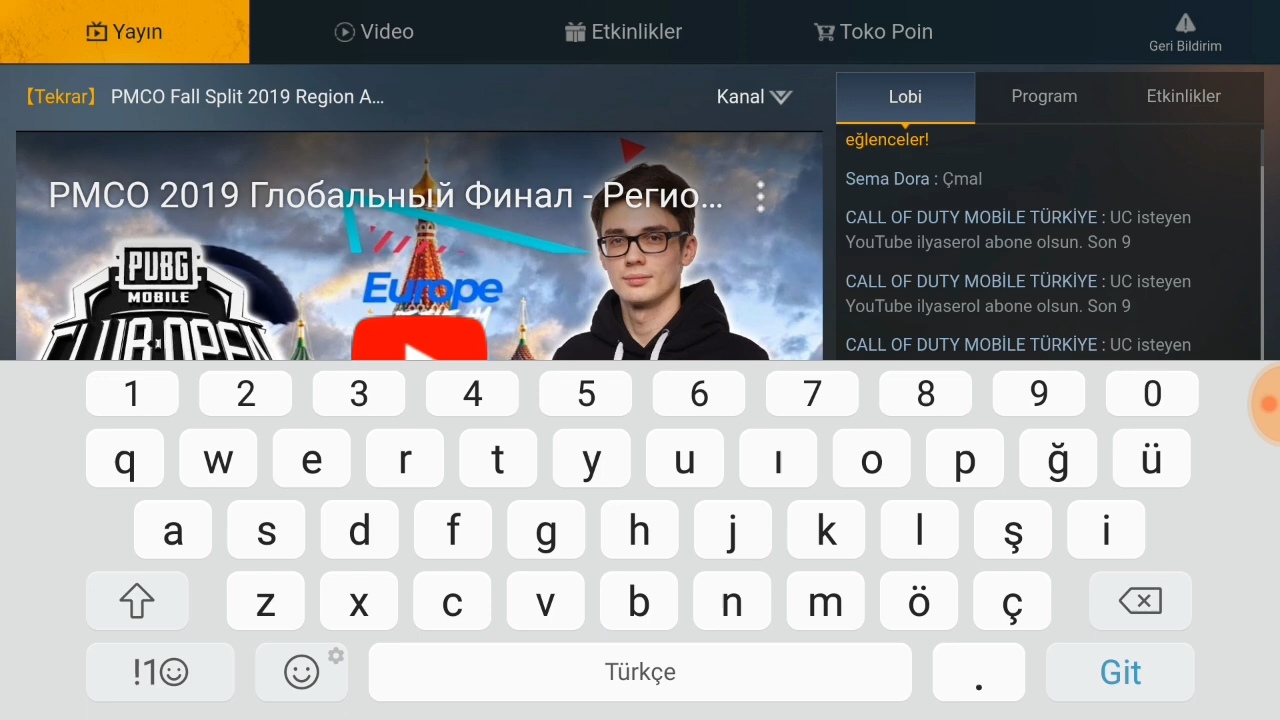 Yayın
Video
Etkinlikler
Toko Poin
Geri Bildirim
【Tekrar】 PMCO Fall Split 2019 Region A...
Kanal
Lobi
Program
Etkinlikler
PMCO 2019 Глобальный Финал - Регио...
PUBG
MOBILE
CLUB OPEN
Europe
eğlenceler!
Sema Dora : Çmal
CALL OF DUTY MOBİLE TÜRKİYE : UC isteyen
YouTube ilyaserol abone olsun. Son 9
CALL OF DUTY MOBİLE TÜRKİYE : UC isteyen
YouTube ilyaserol abone olsun. Son 9
CALL OF DUTY MOBİLE TÜRKİYE : UC isteyen
1 2 3 4 5 6 7 8 9 0
q w e r t y u ı o p ğ ü
a s d f g h j k l ş i
z x c v b n m ö ç
!1☺ Türkçe . Git